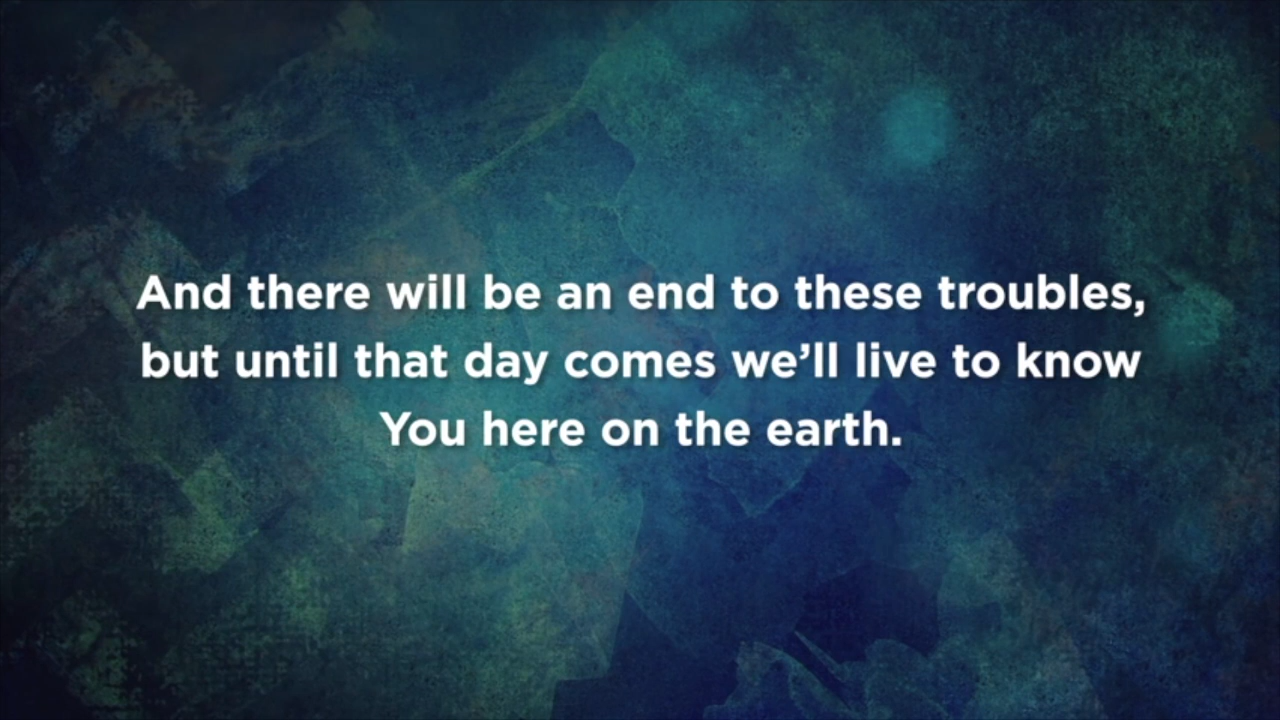 And there will be an end to these troubles,
but until that day comes we’ll live to know
You here on the earth.